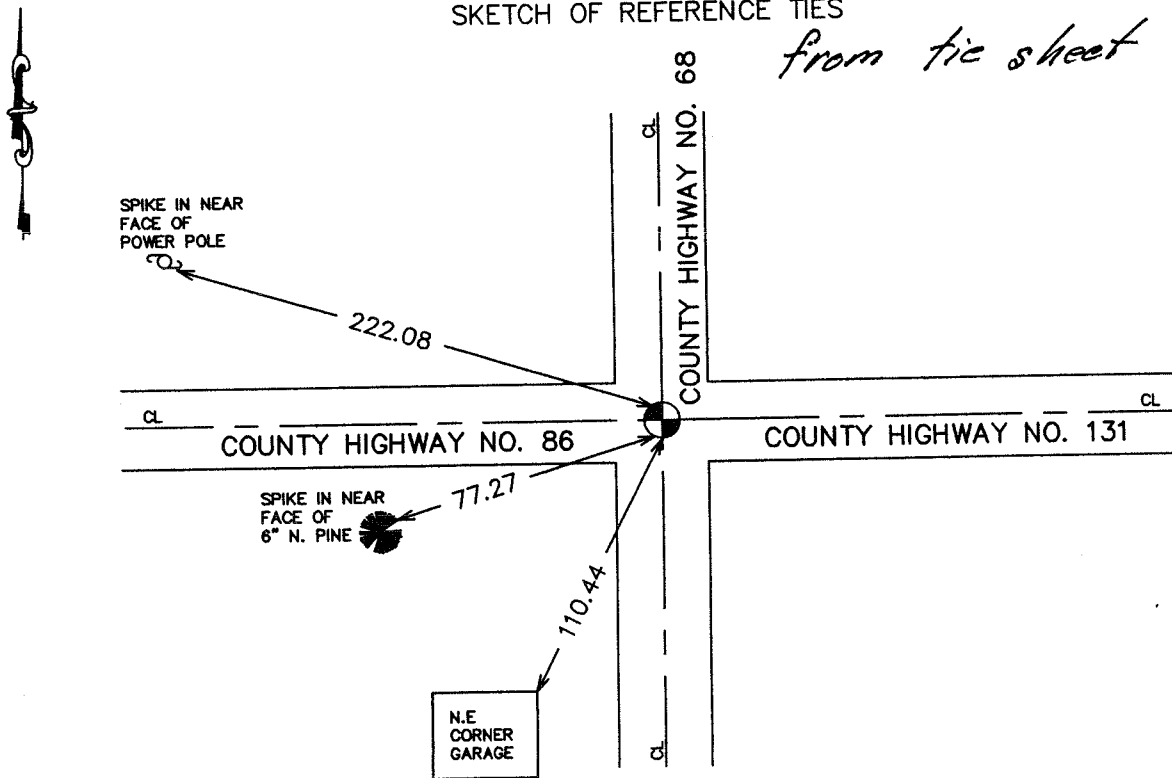 SKETCH OF REFERENCE TIES
from tie sheet
COUNTY HIGHWAY NO. 68
CL
SPIKE IN NEAR
FACE OF
POWER POLE
222.08
CL
COUNTY HIGHWAY NO. 86
CL
COUNTY HIGHWAY NO. 131
77.27
SPIKE IN NEAR
FACE OF
6" N. PINE
110.44
N.E
CORNER
GARAGE
CL